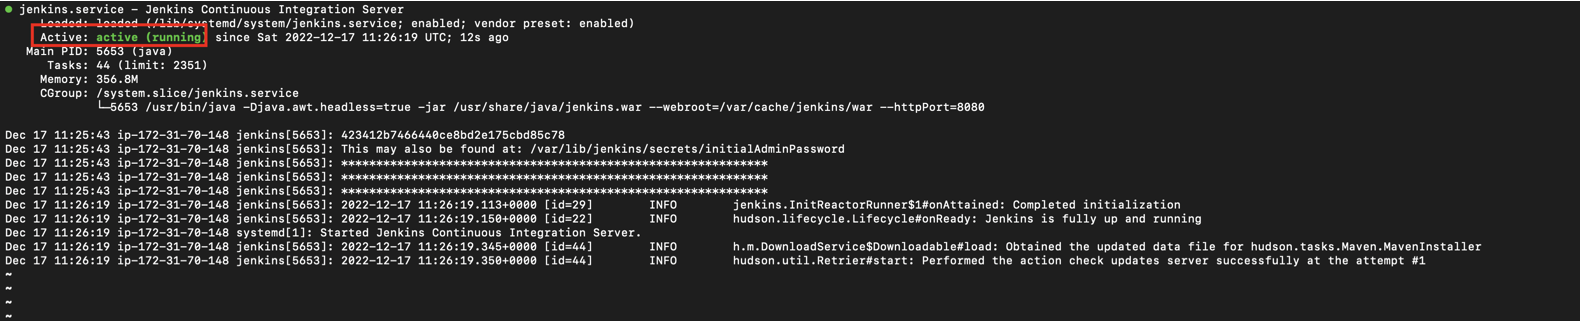 ● jenkins.service - Jenkins Continuous Integration Server
Loaded: loaded (/lib/systemd/system/jenkins.service; enabled; vendor preset: enabled)
Active: active (running) since Sat 2022-12-17 11:26:19 UTC; 12s ago
Main PID: 5653 (java)
Tasks: 44 (limit: 2351)
Memory: 356.8M
CGroup: /system.slice/jenkins.service
└─5653 /usr/bin/java -Djava.awt.headless=true -jar /usr/share/java/jenkins.war --webroot=/var/cache/jenkins/war --httpPort=8080
Dec 17 11:25:43 ip-172-31-70-148 jenkins[5653]: 423412b7466440ce8bd2e175cbd85c78
Dec 17 11:25:43 ip-172-31-70-148 jenkins[5653]: This may also be found at: /var/lib/jenkins/secrets/initialAdminPassword
Dec 17 11:25:43 ip-172-31-70-148 jenkins[5653]: *************************************************************
Dec 17 11:25:43 ip-172-31-70-148 jenkins[5653]: *************************************************************
Dec 17 11:25:43 ip-172-31-70-148 jenkins[5653]: *************************************************************
Dec 17 11:26:19 ip-172-31-70-148 jenkins[5653]: 2022-12-17 11:26:19.113+0000 [id=29] INFO jenkins.InitReactorRunner$1#onAttained: Completed initialization
Dec 17 11:26:19 ip-172-31-70-148 jenkins[5653]: 2022-12-17 11:26:19.150+0000 [id=22] INFO hudson.lifecycle.Lifecycle#onReady: Jenkins is fully up and running
Dec 17 11:26:19 ip-172-31-70-148 systemd[1]: Started Jenkins Continuous Integration Server.
Dec 17 11:26:19 ip-172-31-70-148 jenkins[5653]: 2022-12-17 11:26:19.345+0000 [id=44] INFO h.m.DownloadService$Downloadable#load: Obtained the updated data file for hudson.tasks.Maven.MavenInstaller
Dec 17 11:26:19 ip-172-31-70-148 jenkins[5653]: 2022-12-17 11:26:19.350+0000 [id=44] INFO hudson.util.Retrier#start: Performed the action check updates server successfully at the attempt #1
~
~
~
~